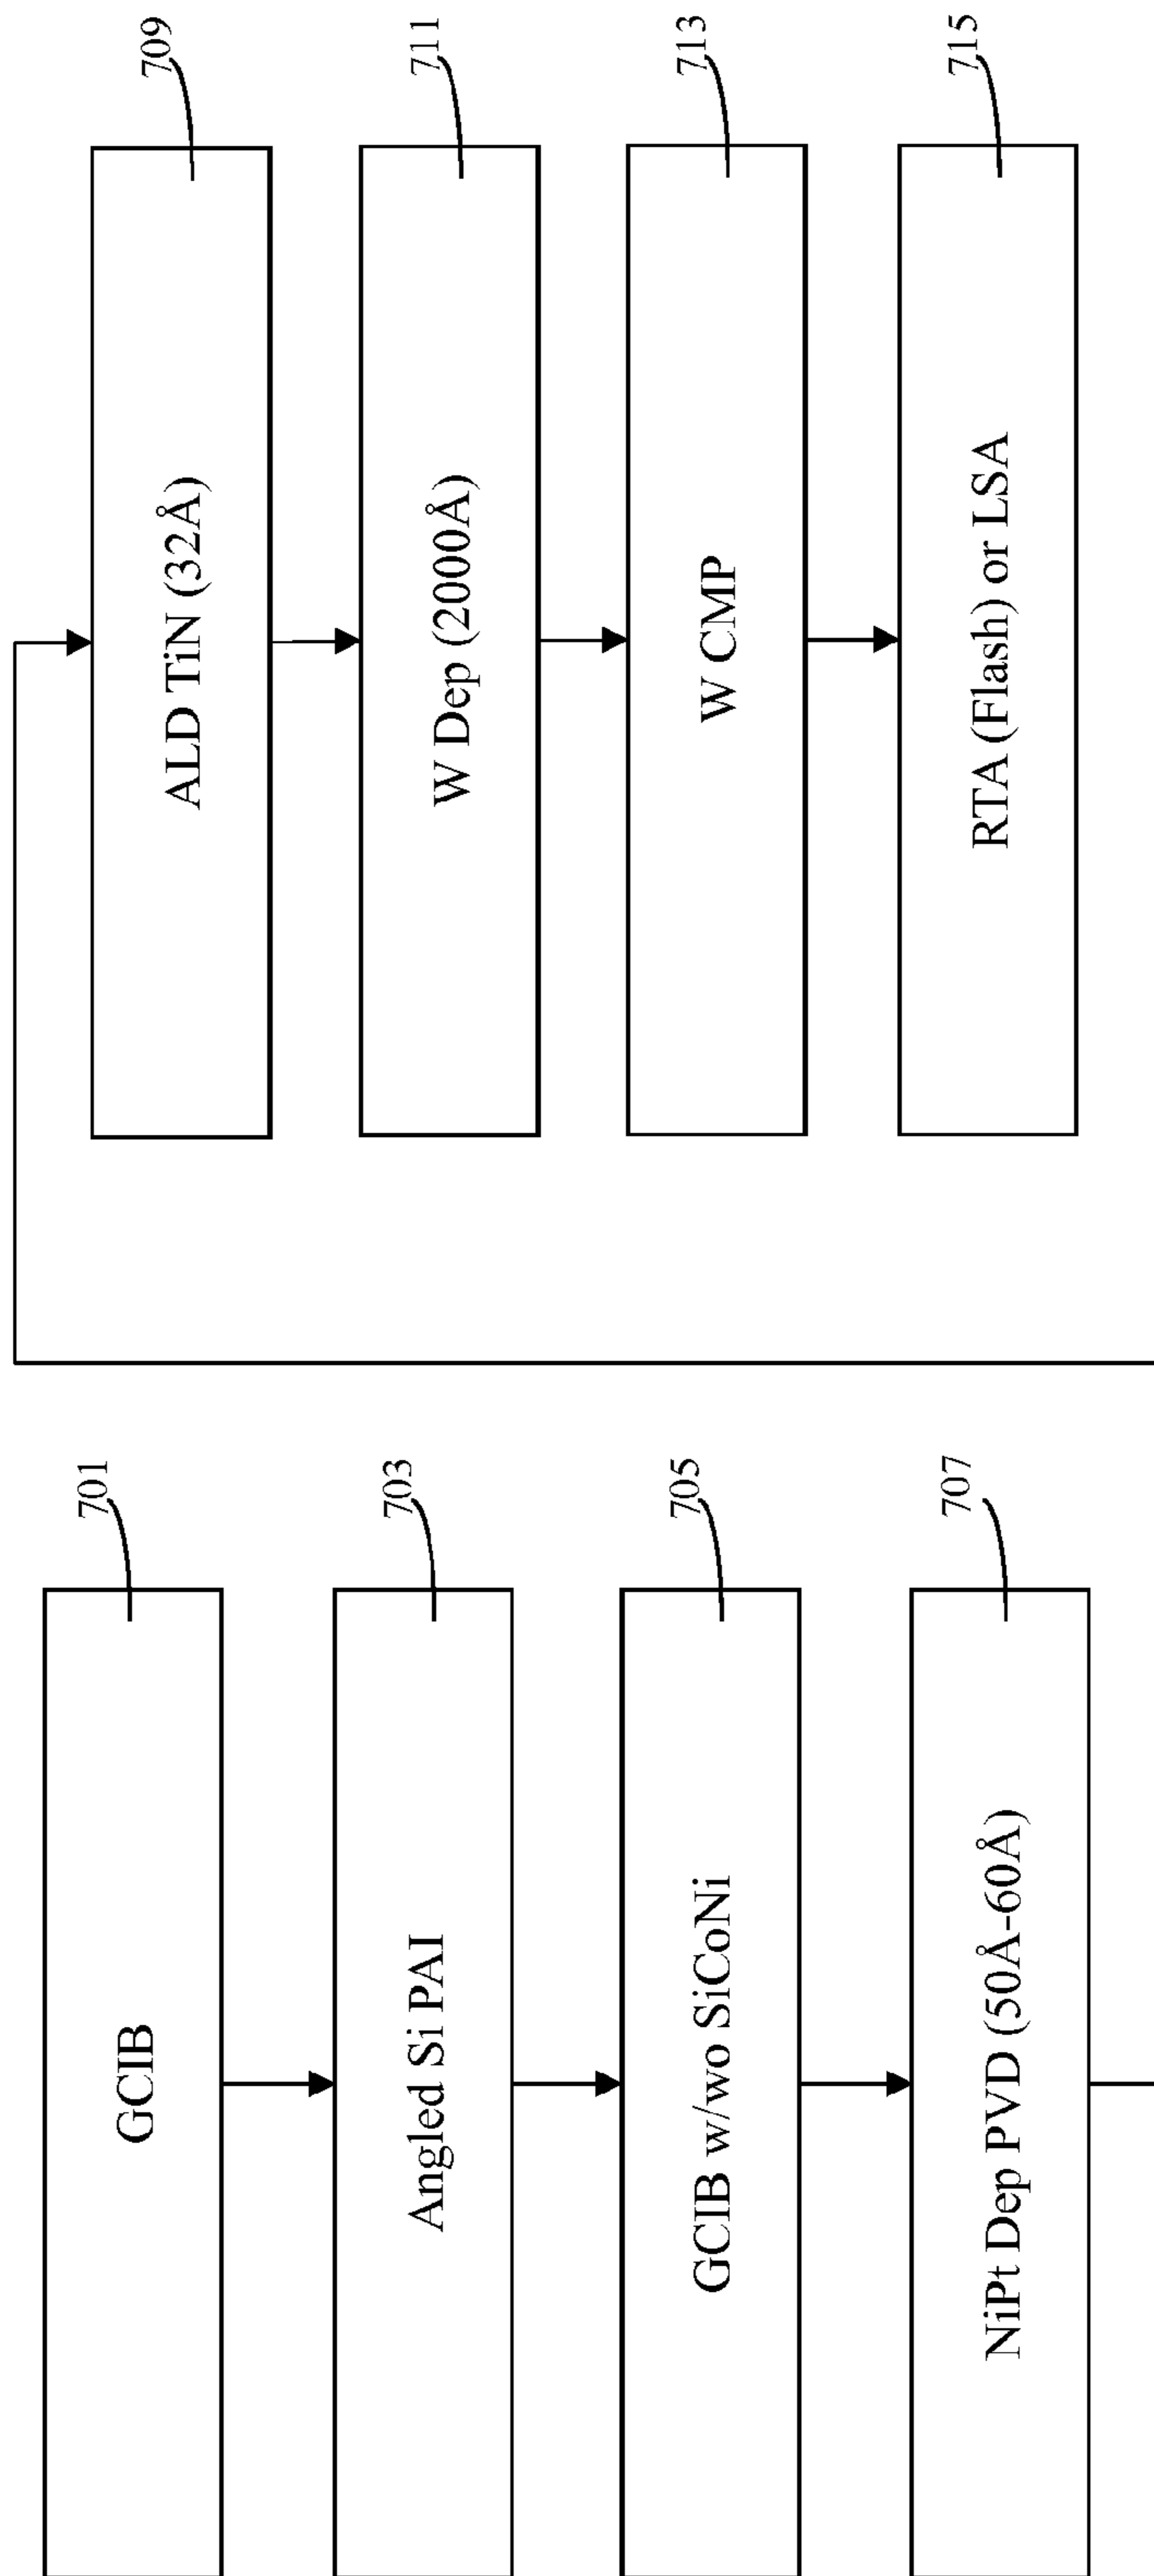 701
GCIB
703
Angled Si PAI
705
GCIB w/wo SiCoNi
707
NiPt Dep PVD (50Å-60Å)
709
ALD TiN (32Å)
711
W Dep (2000Å)
713
W CMP
715
RTA (Flash) or LSA